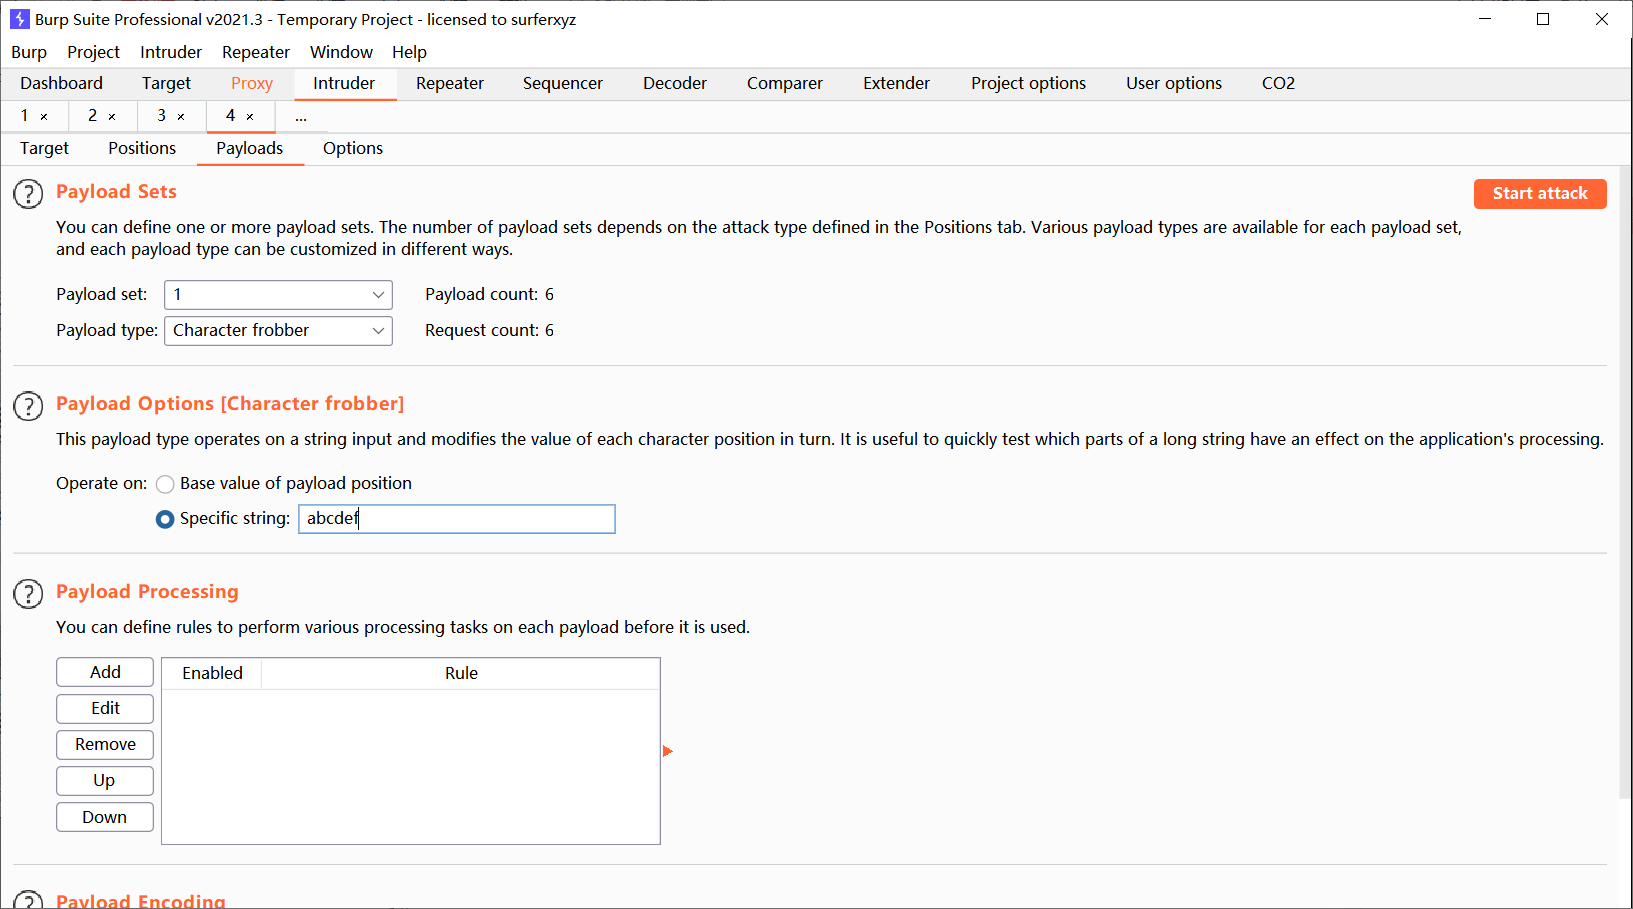 Burp Suite Professional v2021.3 - Temporary Project - licensed to surferxyz
Burp Project Intruder Repeater Window Help
Dashboard Target Proxy Intruder Repeater Sequencer Decoder Comparer Extender Project options User options CO2
1 × 2 × 3 × 4 × ...
Target Positions Payloads Options
? Payload Sets
Start attack
You can define one or more payload sets. The number of payload sets depends on the attack type defined in the Positions tab. Various payload types are available for each payload set,
and each payload type can be customized in different ways.
Payload set: 1 Payload count: 6
Payload type: Character frobber Request count: 6
? Payload Options [Character frobber]
This payload type operates on a string input and modifies the value of each character position in turn. It is useful to quickly test which parts of a long string have an effect on the application's processing.
Operate on: Base value of payload position
Specific string: abcdef
? Payload Processing
You can define rules to perform various processing tasks on each payload before it is used.
Add
Enabled Rule
Edit
Remove
Up
Down
? Payload Encoding